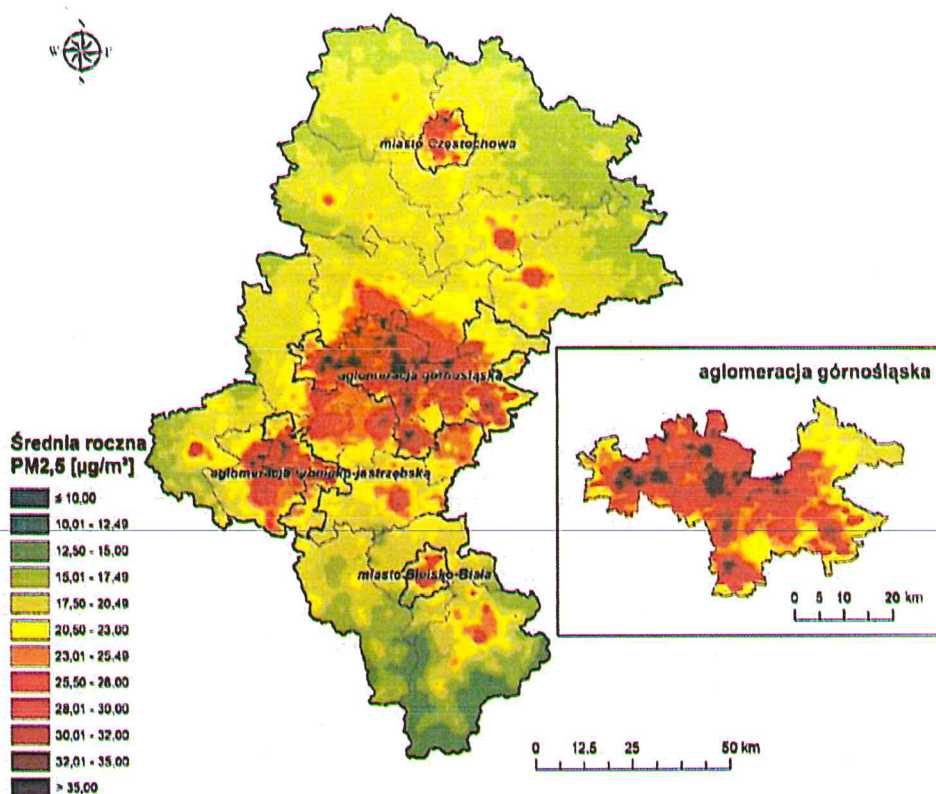 N
W
P
S
miasto Częstochowa
aglomeracja górnośląska
aglomeracja górnośląska
Średnia roczna
PM2,5 [µg/m³]
aglomeracja rybnicko-jastrzębska
≤ 10,00
10,01 - 12,49
12,50 - 15,00
15,01 - 17,49
17,50 - 20,49
20,50 - 23,00
23,01 - 25,49
25,50 - 28,00
28,01 - 30,00
30,01 - 32,00
32,01 - 35,00
> 35,00
miasto Bielsko-Biała
0 5 10 20 km
0 12,5 25 50 km